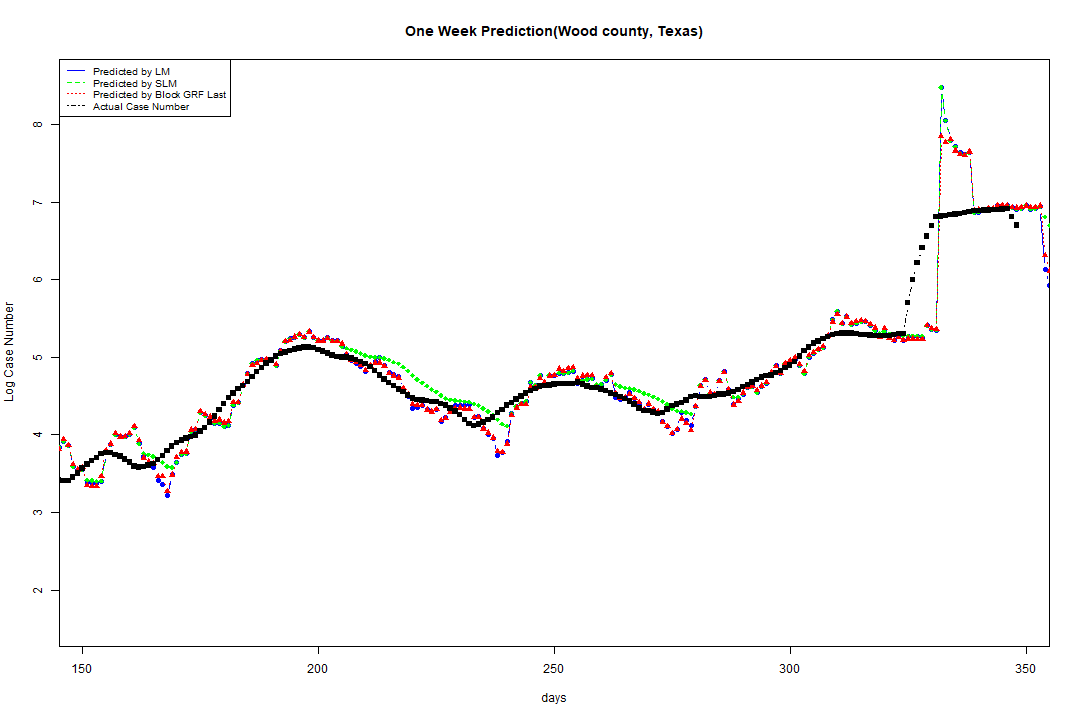 One Week Prediction(Wood county, Texas)
Predicted by LM
Predicted by SLM
Predicted by Block GRF Last
Actual Case Number
8
7
6
5
4
3
2
Log Case Number
150 200 250 300 350
days